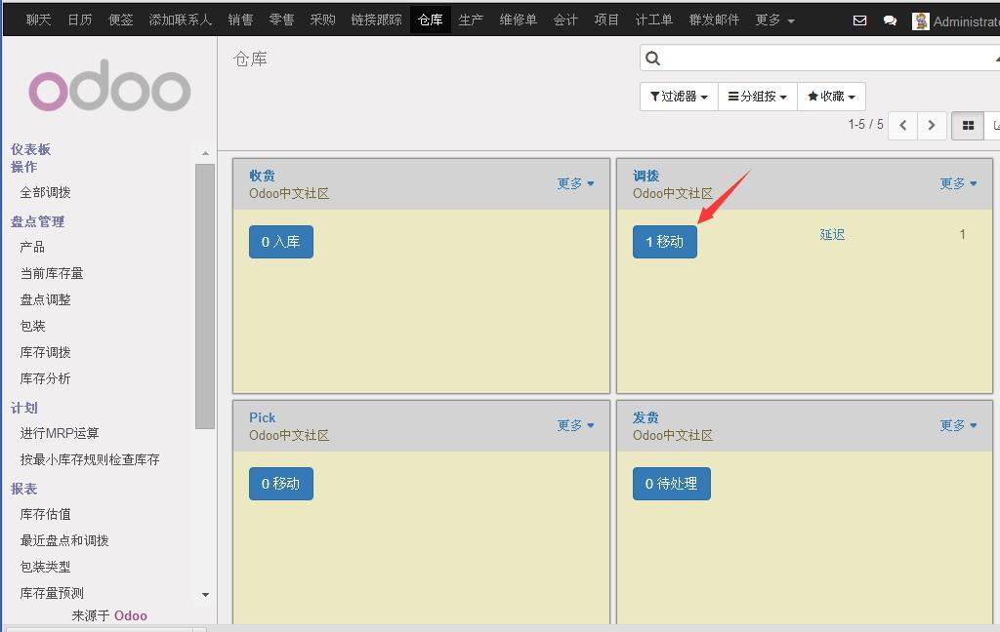 聊天 日历 便签 添加联系人 销售 零售 采购 链接跟踪 仓库 生产 维修单 会计 项目 计工单 群发邮件 更多 Administrato
odoo
仓库
过滤器 分组按 收藏
1-5 / 5
仪表板
操作
全部调拨
盘点管理
产品
当前库存量
盘点调整
包装
库存调拨
库存分析
计划
进行MRP运算
按最小库存规则检查库存
报表
库存估值
最近盘点和调拨
包装类型
库存量预测
来源于 Odoo
收货
Odoo中文社区
更多
0 入库
调拨
Odoo中文社区
更多
1 移动
延迟 1
Pick
Odoo中文社区
更多
0 移动
发货
Odoo中文社区
更多
0 待处理